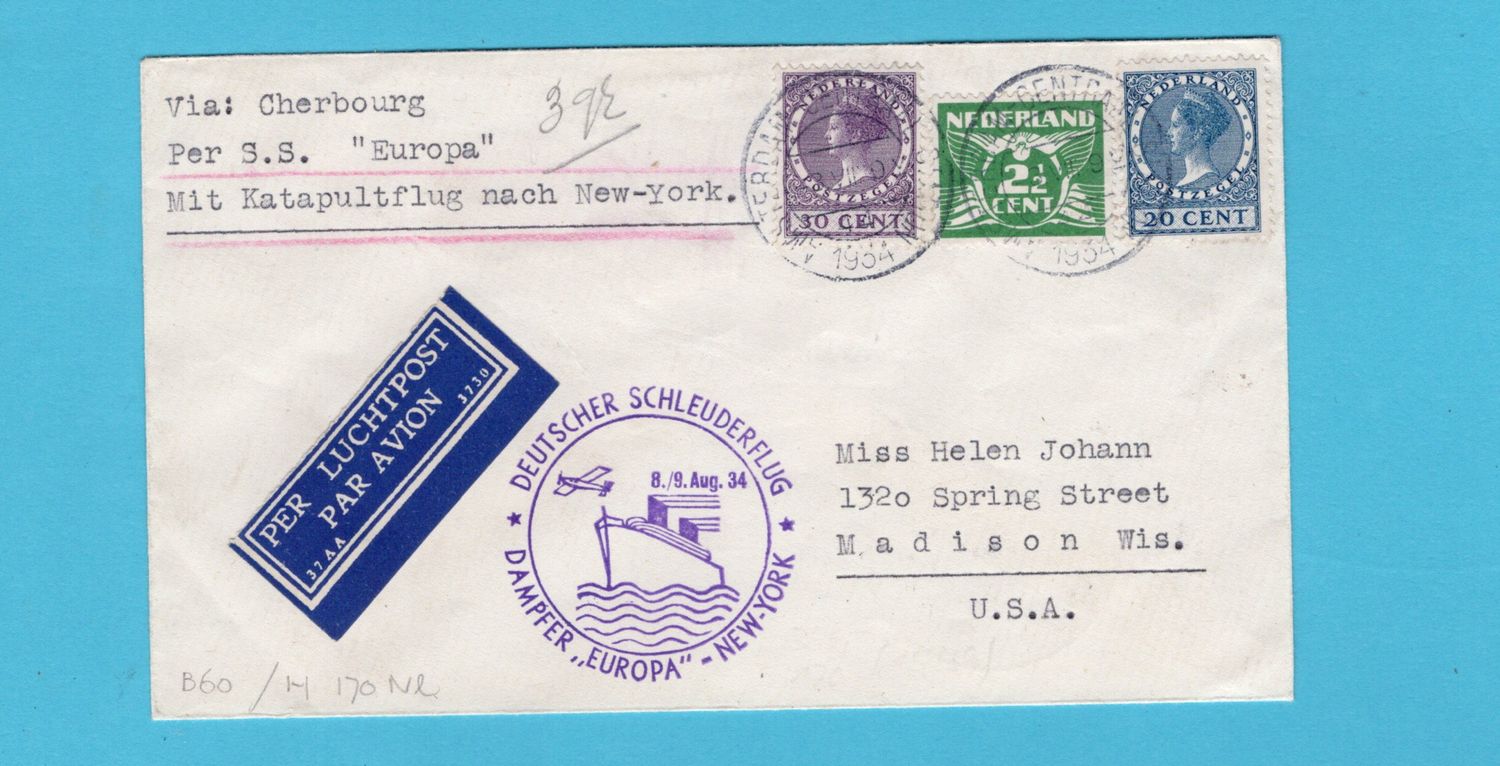 Via: Cherbourg
Per S.S. "Europa"
Mit Katapultflug nach New-York.
NEDERLAND
POSTZEGEL
30 CENT
1934
NEDERLAND
2½
CENT
1934
NEDERLAND
POSTZEGEL
20 CENT
PER LUCHTPOST
PAR AVION
37AA
3730
DEUTSCHER SCHLEUDERFLUG
8./9. Aug. 34
DAMPFER „EUROPA" - NEW-YORK
Miss Helen Johann
132o Spring Street
Madison Wis.
U.S.A.
B60 / H 170 Nl